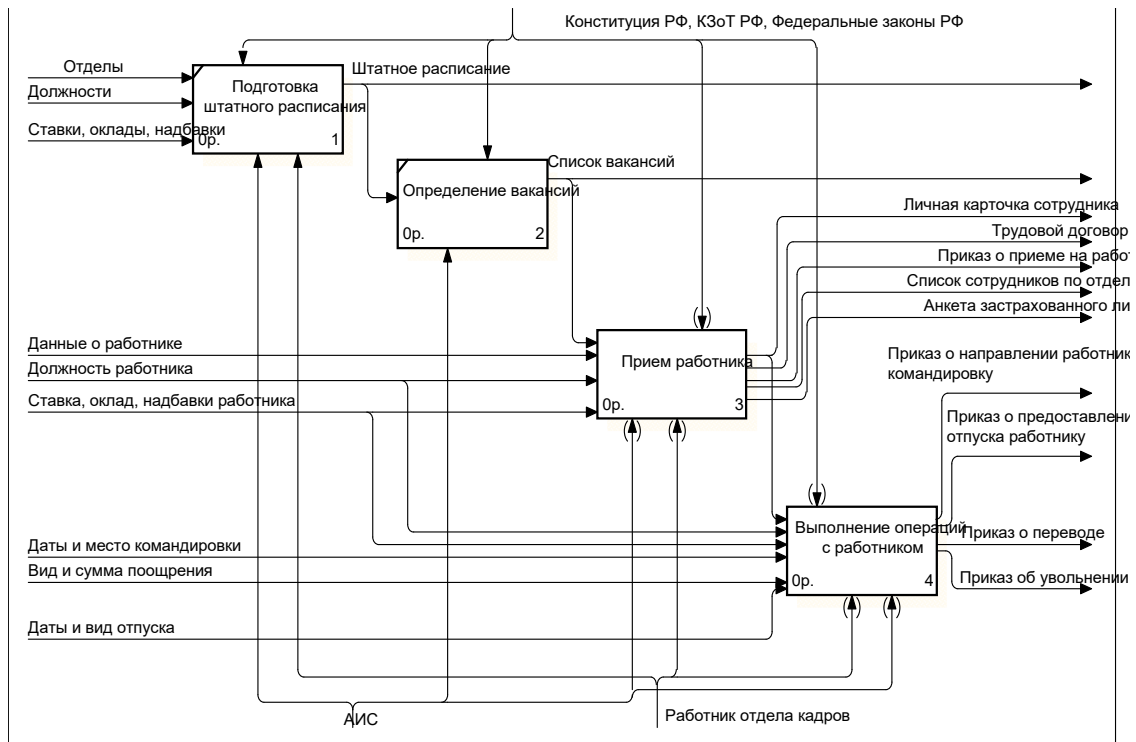 Конституция РФ, КЗоТ РФ, Федеральные законы РФ
Отделы
Должности
Ставки, оклады, надбавки
Подготовка
штатного расписания
0р.
1
Штатное расписание
Определение вакансий
0р.
2
Список вакансий
Личная карточка сотрудника
Трудовой договор
Приказ о приеме на работ
Список сотрудников по отдел
Анкета застрахованного ли
Данные о работнике
Должность работника
Ставка, оклад, надбавки работника
Прием работника
0р.
3
Приказ о направлении работник
командировку
Приказ о предоставлени
отпуска работнику
Выполнение операций
с работником
0р.
4
Приказ о переводе
Приказ об увольнении
Даты и место командировки
Вид и сумма поощрения
Даты и вид отпуска
АИС
Работник отдела кадров